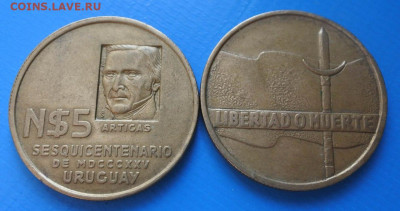 COINS.LAVE.RU
N$5
ARTIGAS
SESQUICENTENARIO
DE MDCCCXXV
URUGUAY
LIBERTAD O MUERTE